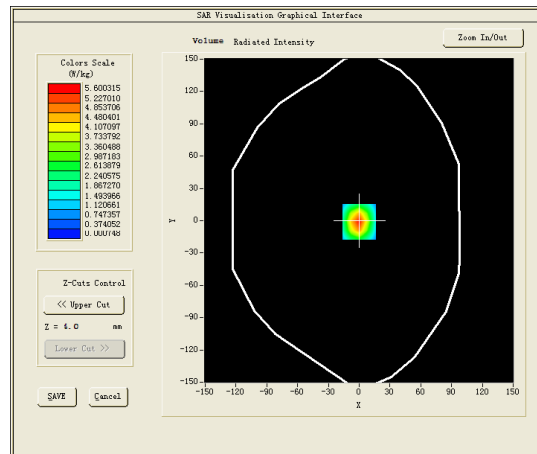 SAR Visualisation Graphical Interface
Volume Radiated Intensity
Zoom In/Out
Colors Scale
(W/kg)
5.600315
5.227010
4.853706
4.480401
4.107097
3.733792
3.360488
2.987183
2.613879
2.240575
1.867270
1.493966
1.120661
0.747357
0.374052
0.000748
Z-Cuts Control
<< Upper Cut
Z = 4.0 mm
Lower Cut >>
SAVE
Cancel
150
120
90
60
30
0
-30
-60
-90
-120
-150
Y
-150 -120 -90 -60 -30 0 30 60 90 120 150
X